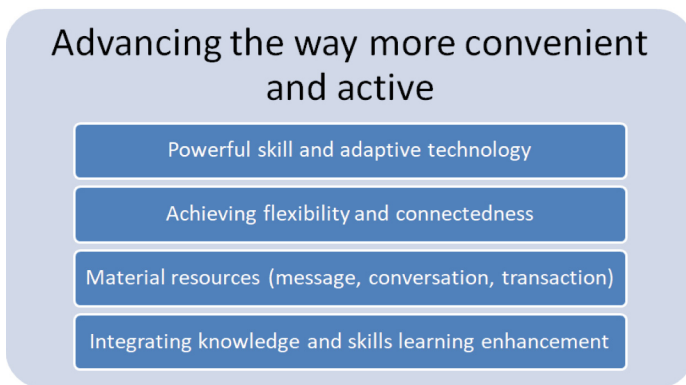 Advancing the way more convenient
and active
Powerful skill and adaptive technology
Achieving flexibility and connectedness
Material resources (message, conversation, transaction)
Integrating knowledge and skills learning enhancement